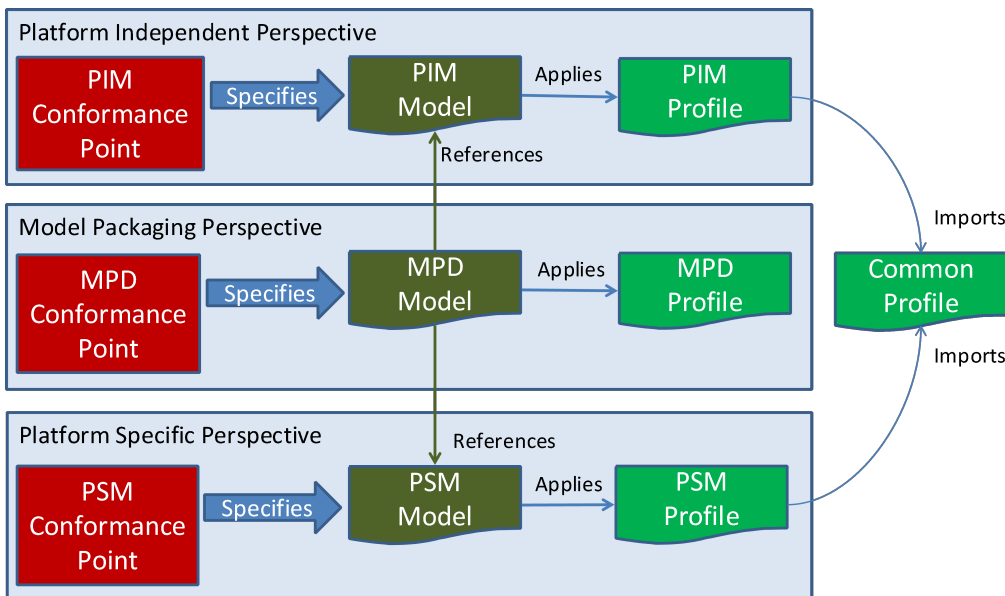 Platform Independent Perspective
PIM
Conformance
Point
Specifies
PIM
Model
Applies
PIM
Profile
References
Imports
Model Packaging Perspective
MPD
Conformance
Point
Specifies
MPD
Model
Applies
MPD
Profile
Common
Profile
Imports
Platform Specific Perspective
References
PSM
Conformance
Point
Specifies
PSM
Model
Applies
PSM
Profile